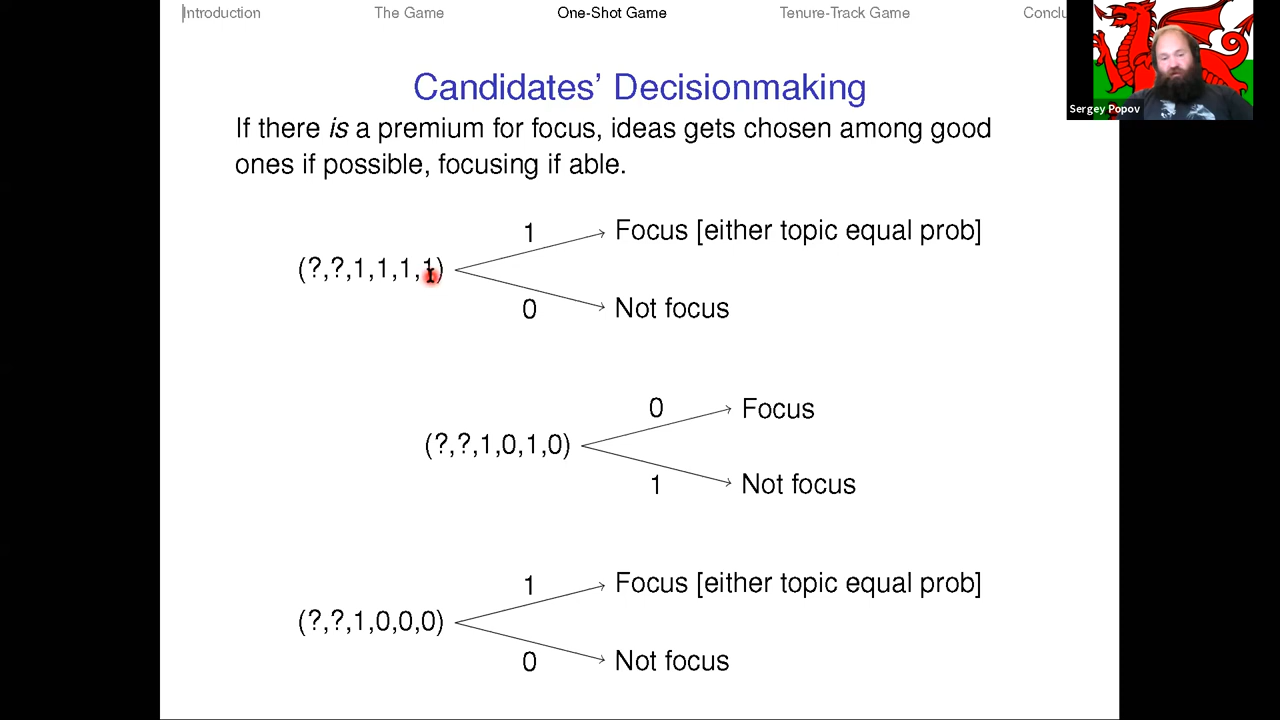 Introduction The Game One-Shot Game Tenure-Track Game Conclu
Sergey Popov
Candidates' Decisionmaking
If there is a premium for focus, ideas gets chosen among good
ones if possible, focusing if able.
1 Focus [either topic equal prob]
(?,?,1,1,1,1)
0 Not focus
0 Focus
(?,?,1,0,1,0)
1 Not focus
1 Focus [either topic equal prob]
(?,?,1,0,0,0)
0 Not focus